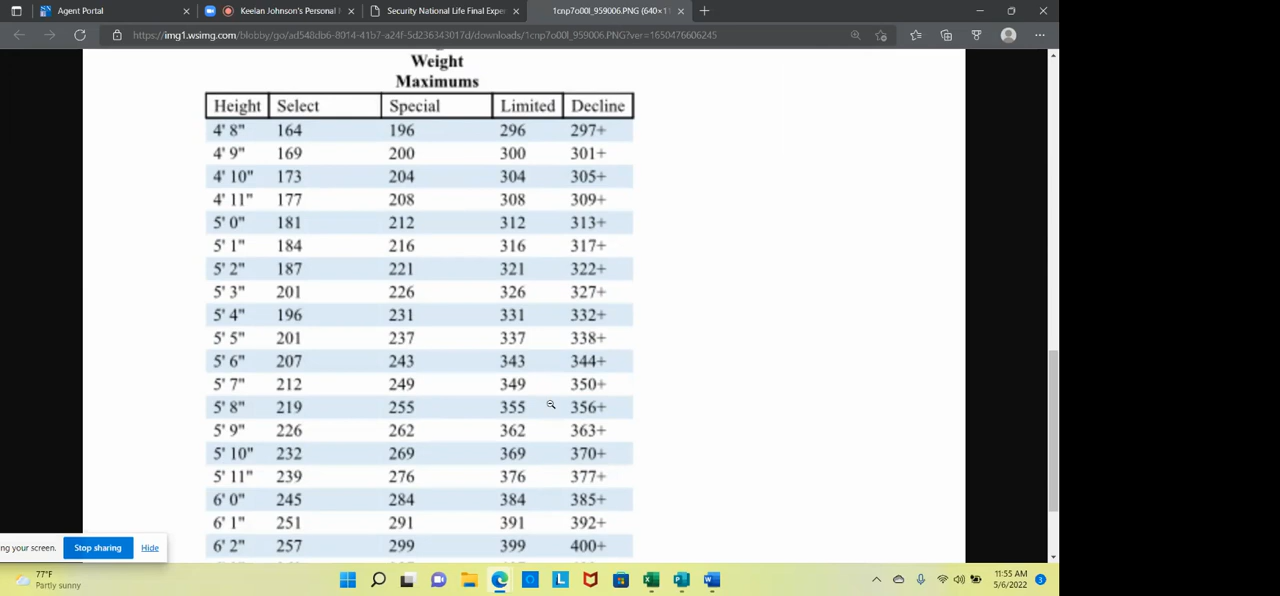 Agent Portal
Keelan Johnson's Personal
Security National Life Final Expe
1cnp7o00l_959006.PNG (640×1
https://img1.wsimg.com/blobby/go/ad548db6-8014-41b7-a24f-5d236343017d/downloads/1cnp7o00l_959006.PNG?ver=1650476606245
Weight
Maximums
Height Select Special Limited Decline
4' 8" 164 196 296 297+
4' 9" 169 200 300 301+
4' 10" 173 204 304 305+
4' 11" 177 208 308 309+
5' 0" 181 212 312 313+
5' 1" 184 216 316 317+
5' 2" 187 221 321 322+
5' 3" 201 226 326 327+
5' 4" 196 231 331 332+
5' 5" 201 237 337 338+
5' 6" 207 243 343 344+
5' 7" 212 249 349 350+
5' 8" 219 255 355 356+
5' 9" 226 262 362 363+
5' 10" 232 269 369 370+
5' 11" 239 276 376 377+
6' 0" 245 284 384 385+
6' 1" 251 291 391 392+
6' 2" 257 299 399 400+
ng your screen. Stop sharing Hide
77°F
Partly sunny
11:55 AM
5/6/2022
3